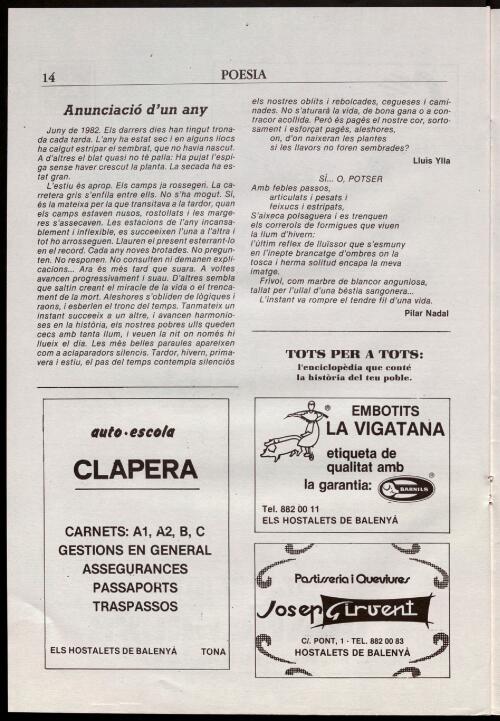 14
POESIA
Anunciació d'un any
Juny de 1982. Els darrers dies han tingut trona-
da cada tarda. L'any ha estat sec i en alguns llocs
ha calgut estripar el sembrat, que no havia nascut.
A d'altres el blat quasi no té palla: Ha pujat l'espi-
ga sense haver crescut la planta. La secada ha es-
tat gran.
L'estiu és aprop. Els camps ja rossegen. La ca-
rretera gris s'enfila entre ells. No s'ha mogut. Sí,
és la mateixa per la que transitava a la tardor, quan
els camps estaven nusos, rostollats i les marge-
res s'assecaven. Les estacions de l'any incansa-
blement i inflexible, es succeeixen l'una a l'altra i
tot ho arrosseguen. Llauren el present esterrant-lo
en el record. Cada any noves brotades. No pregun-
ten. No responen. No consulten ni demanen expli-
cacions... Ara és més tard que suara. A voltes
avancen progressivament i suau. D'altres sembla
que saltin creant el miracle de la vida o el trenca-
ment de la mort. Aleshores s'obliden de lògiques i
raons, i esberlen el tronc del temps. Tanmateix un
instant succeeix a un altre, i avancen harmonio-
ses en la història, els nostres pobres ulls queden
cecs amb tanta llum, i veuen la nit on només hi
llueix el dia. Les més belles paraules apareixen
com a aclaparadors silencis. Tardor, hivern, prima-
vera i estiu, el pas del temps contempla silenciós
els nostres oblits i rebolcades, cegueses i cami-
nades. No s'aturarà la vida, de bona gana o a con-
tracor acollida. Però és pagès el nostre cor, sorto-
sament i esforçat pagès, aleshores,
on, d'on naixeran les plantes
si les llavors no foren sembrades?
Lluís Ylla
SÍ... O, POTSER
Amb febles passos,
articulats i pesats i
feixucs i estripats,
S'aixeca polsaguera i es trenquen
els correrols de formigues que viuen
la llum d'hivern:
l'últim reflex de lluïssor que s'esmuny
en l'inepte brancatge d'ombres on la
tosca i herma solitud encapa la meva
imatge.
Frívol, com marbre de blancor anguniosa,
tallat per l'ullal d'una bèstia sangonera...
L'instant va rompre el tendre fil d'una vida.
Pilar Nadal
TOTS PER A TOTS:
l'enciclopèdia que conté
la història del teu poble.
auto-escola
CLAPERA
CARNETS: A1, A2, B, C
GESTIONS EN GENERAL
ASSEGURANCES
PASSAPORTS
TRASPASSOS
ELS HOSTALETS DE BALENYÀ TONA
® EMBOTITS
LA VIGATANA
etiqueta de
qualitat amb
la garantia: BARNILS ®
Tel. 882 00 11
ELS HOSTALETS DE BALENYÀ
Pastisseria i Queviures
Josep Girvent
C/. PONT, 1 - TEL. 882 00 83
HOSTALETS DE BALENYÀ